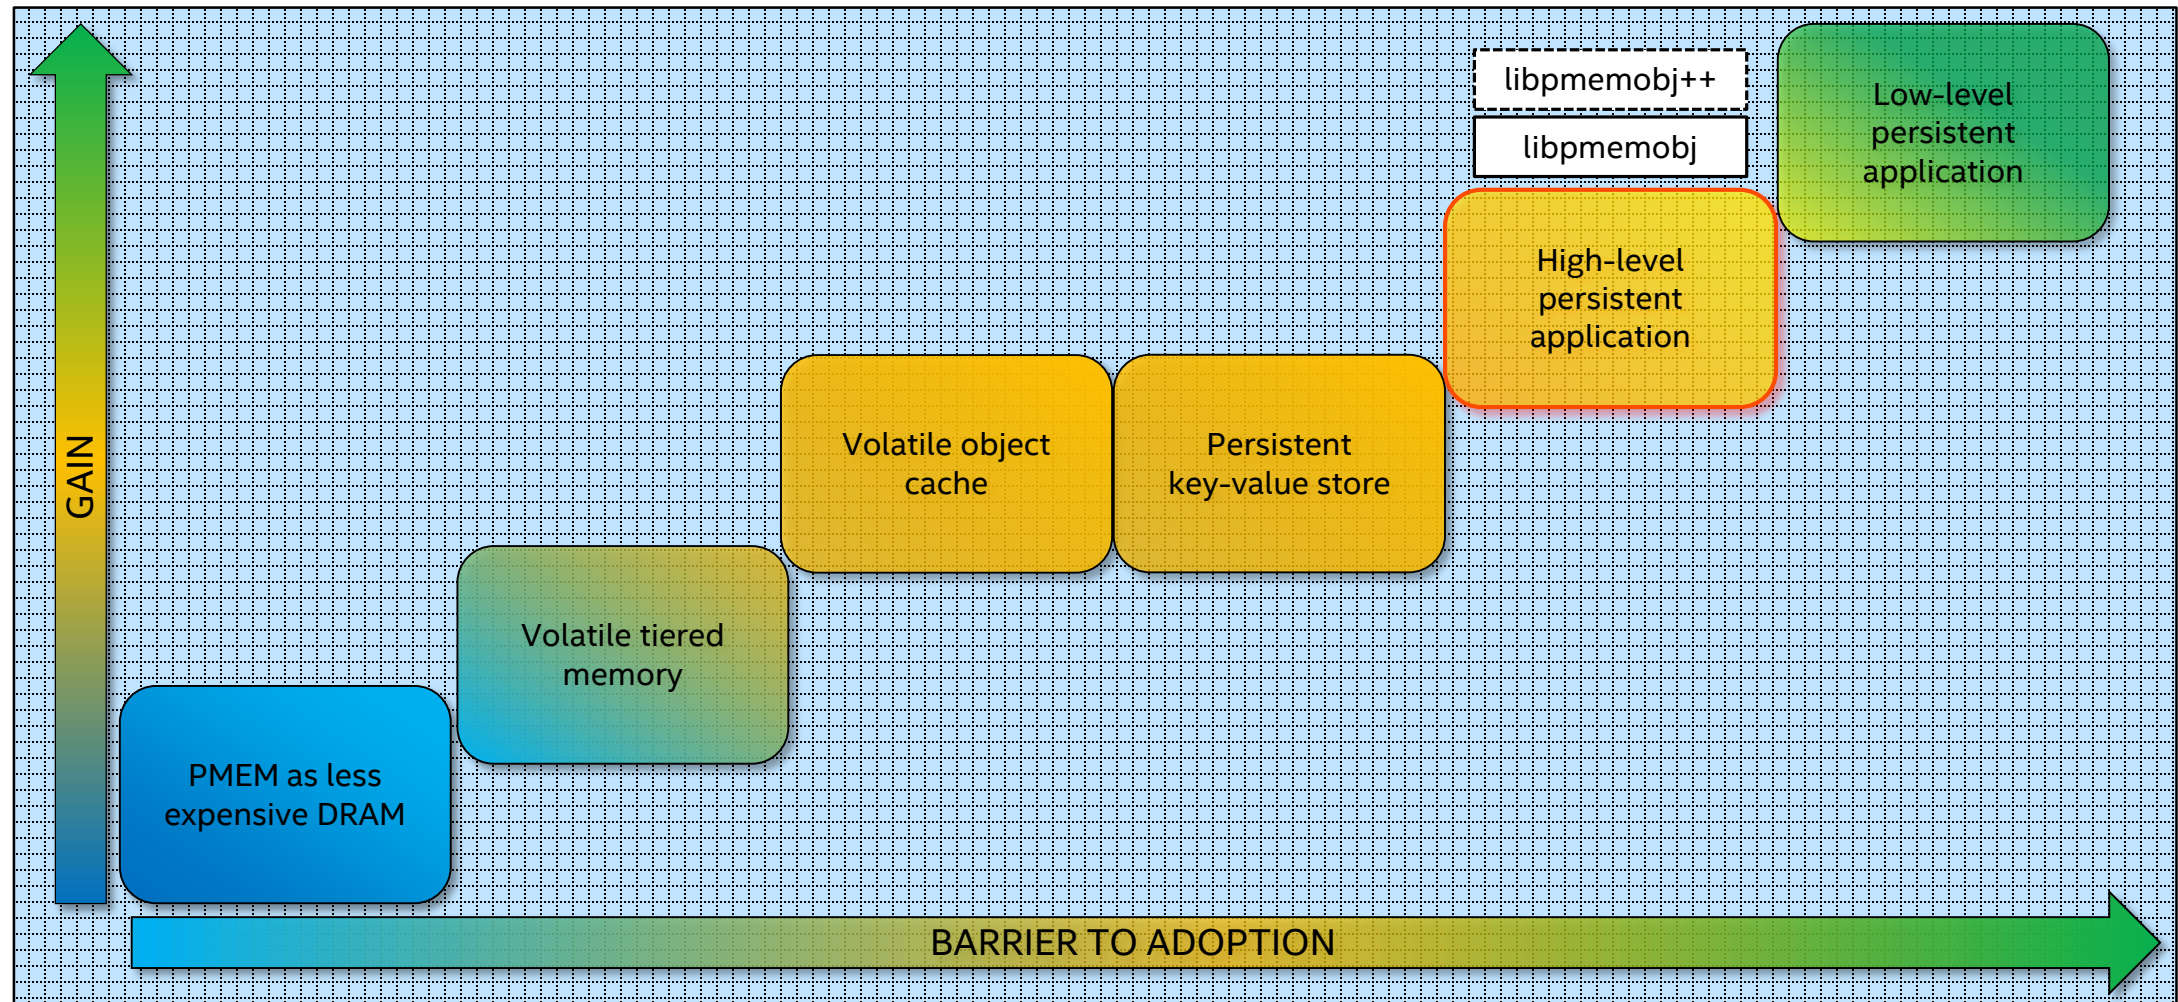 libpmemobj++
libpmemobj
Low-level
persistent
application
High-level
persistent
application
Volatile object
cache
Persistent
key-value store
Volatile tiered
memory
PMEM as less
expensive DRAM
GAIN
BARRIER TO ADOPTION